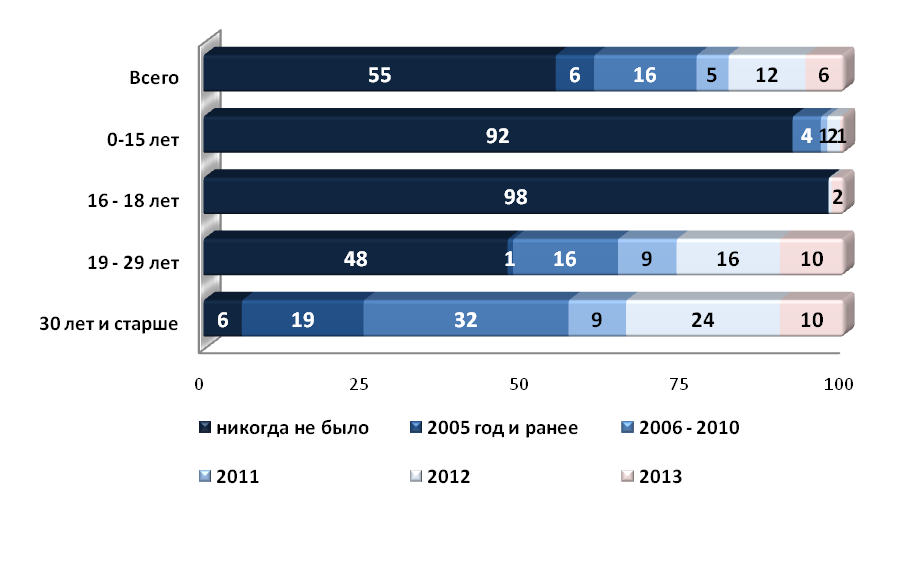 Всего 55 6 16 5 12 6
0-15 лет 92 4 1 2 1
16 - 18 лет 98 2
19 - 29 лет 48 1 16 9 16 10
30 лет и старше 6 19 32 9 24 10
0 25 50 75 100
никогда не было 2005 год и ранее 2006 - 2010
2011 2012 2013